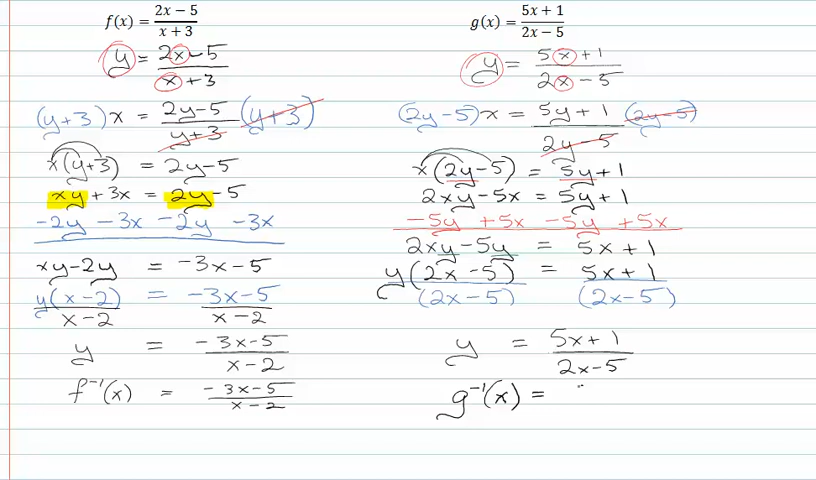 f(x) = (2x − 5)/(x + 3)
y = (2x − 5)/(x + 3)
(y+3)x = (2y−5)/(y+3) (y+3)
x(y+3) = 2y−5
xy + 3x = 2y − 5
−2y − 3x − 2y − 3x
xy − 2y = −3x − 5
y(x−2)/(x−2) = (−3x−5)/(x−2)
y = (−3x−5)/(x−2)
f⁻¹(x) = (−3x−5)/(x−2)
g(x) = (5x + 1)/(2x − 5)
y = (5x + 1)/(2x − 5)
(2y−5)x = (5y+1)/(2y−5) (2y−5)
x(2y−5) = 5y+1
2xy − 5x = 5y+1
−5y + 5x − 5y + 5x
2xy − 5y = 5x + 1
y(2x−5)/(2x−5) = (5x+1)/(2x−5)
y = (5x+1)/(2x−5)
g⁻¹(x) =